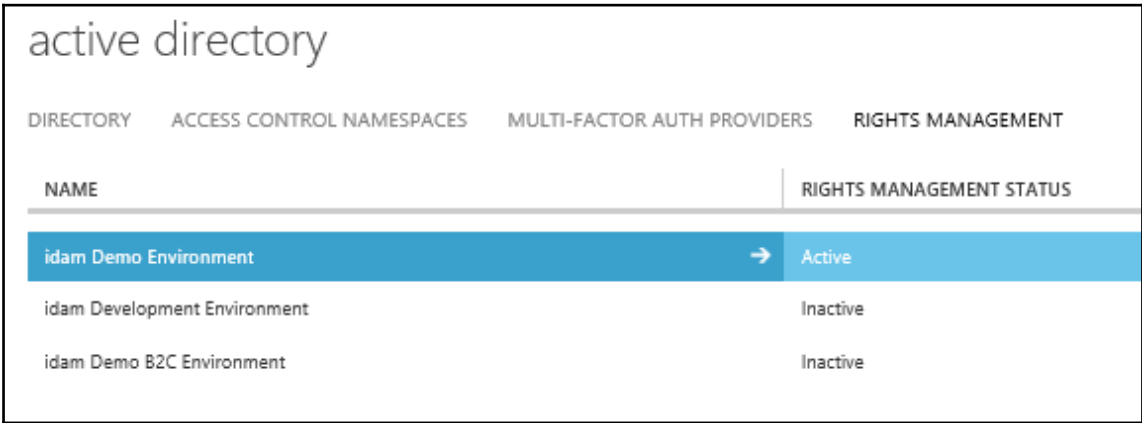 active directory
DIRECTORY ACCESS CONTROL NAMESPACES MULTI-FACTOR AUTH PROVIDERS RIGHTS MANAGEMENT
NAME RIGHTS MANAGEMENT STATUS
idam Demo Environment → Active
idam Development Environment Inactive
idam Demo B2C Environment Inactive